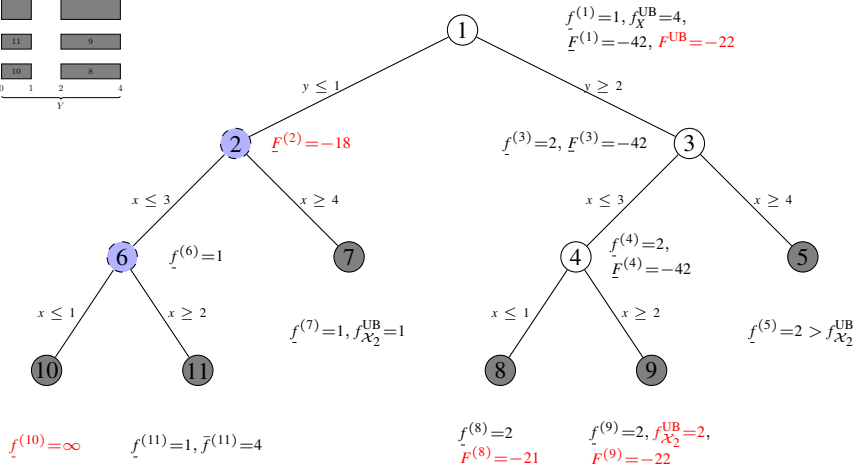 1
f̲⁽¹⁾=1, f_X^UB=4,
F̲⁽¹⁾=−42, F^UB=−22
11 9
10 8
0 1 2 4
Y
y ≤ 1
y ≥ 2
2
F̲⁽²⁾=−18
f̲⁽³⁾=2, F̲⁽³⁾=−42
3
x ≤ 3
x ≥ 4
x ≤ 3
x ≥ 4
6
f̲⁽⁶⁾=1
7
4
f̲⁽⁴⁾=2,
F̲⁽⁴⁾=−42
5
x ≤ 1
x ≥ 2
f̲⁽⁷⁾=1, f_𝒳₂^UB=1
x ≤ 1
x ≥ 2
f̲⁽⁵⁾=2 > f_𝒳₂^UB
10
11
8
9
f̲⁽¹⁰⁾=∞
f̲⁽¹¹⁾=1, f̄⁽¹¹⁾=4
f̲⁽⁸⁾=2
F̲⁽⁸⁾=−21
f̲⁽⁹⁾=2, f_𝒳₂^UB=2,
F̲⁽⁹⁾=−22